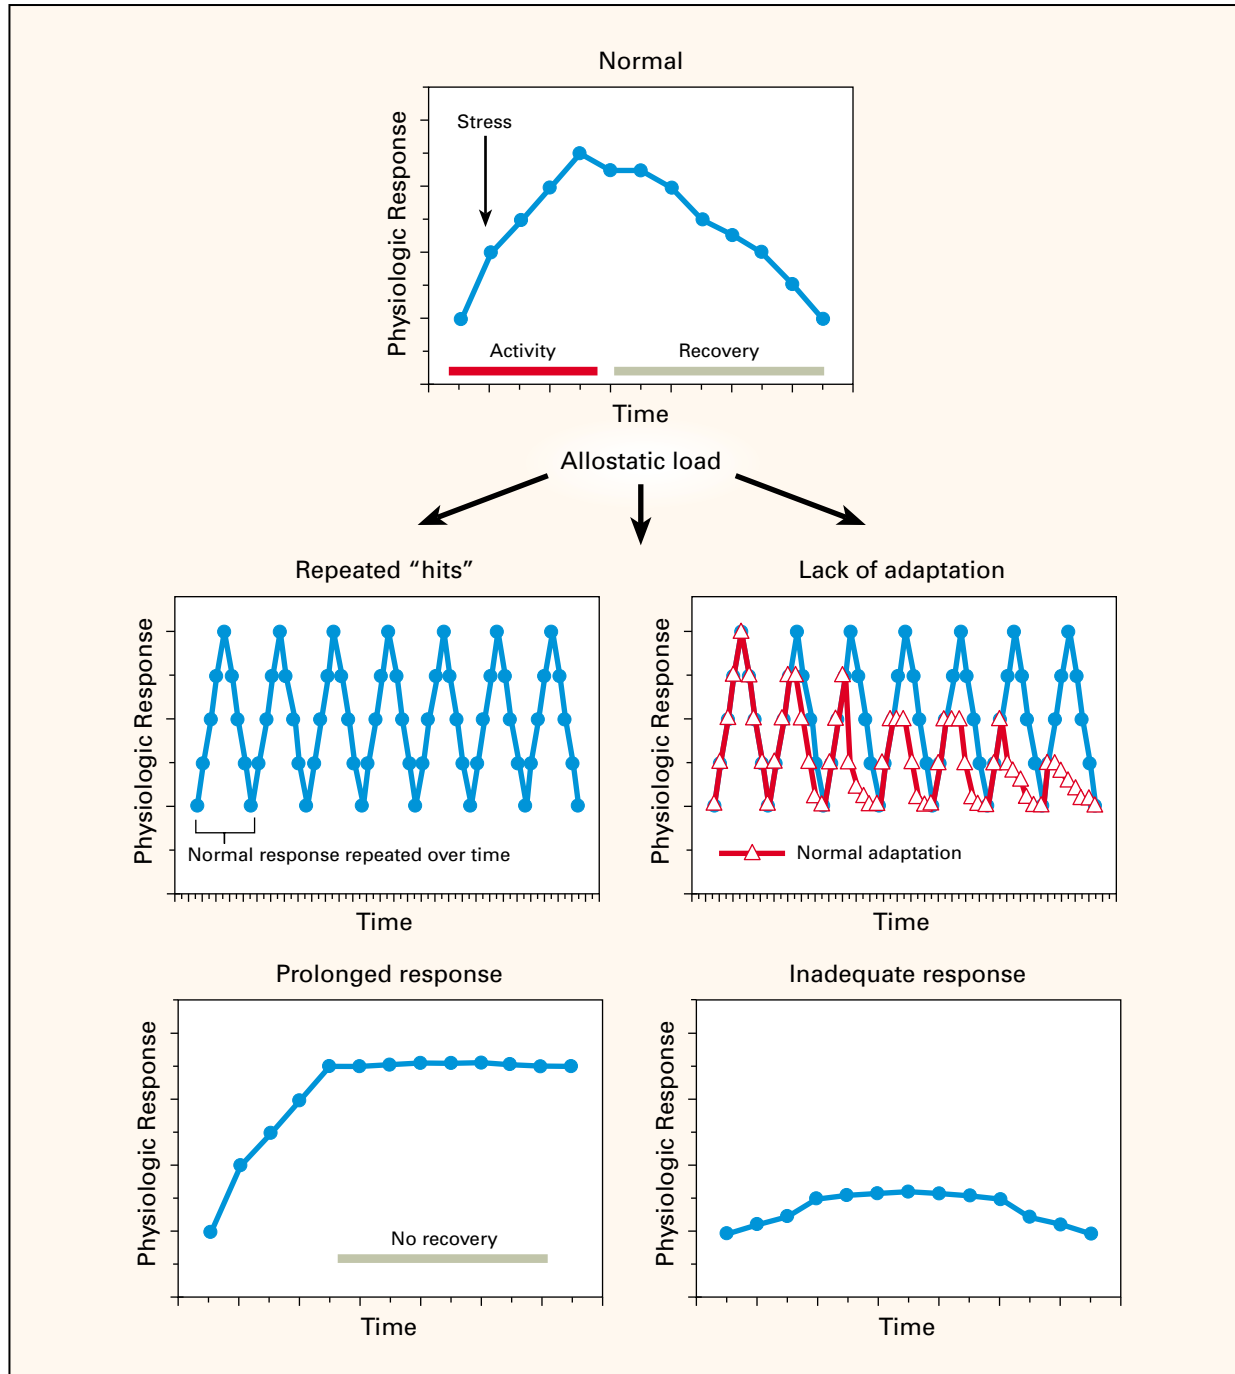 Normal
Physiologic Response
Stress
Activity
Recovery
Time
Allostatic load
Repeated “hits”
Physiologic Response
Normal response repeated over time
Time
Lack of adaptation
Physiologic Response
Normal adaptation
Time
Prolonged response
Physiologic Response
No recovery
Time
Inadequate response
Physiologic Response
Time